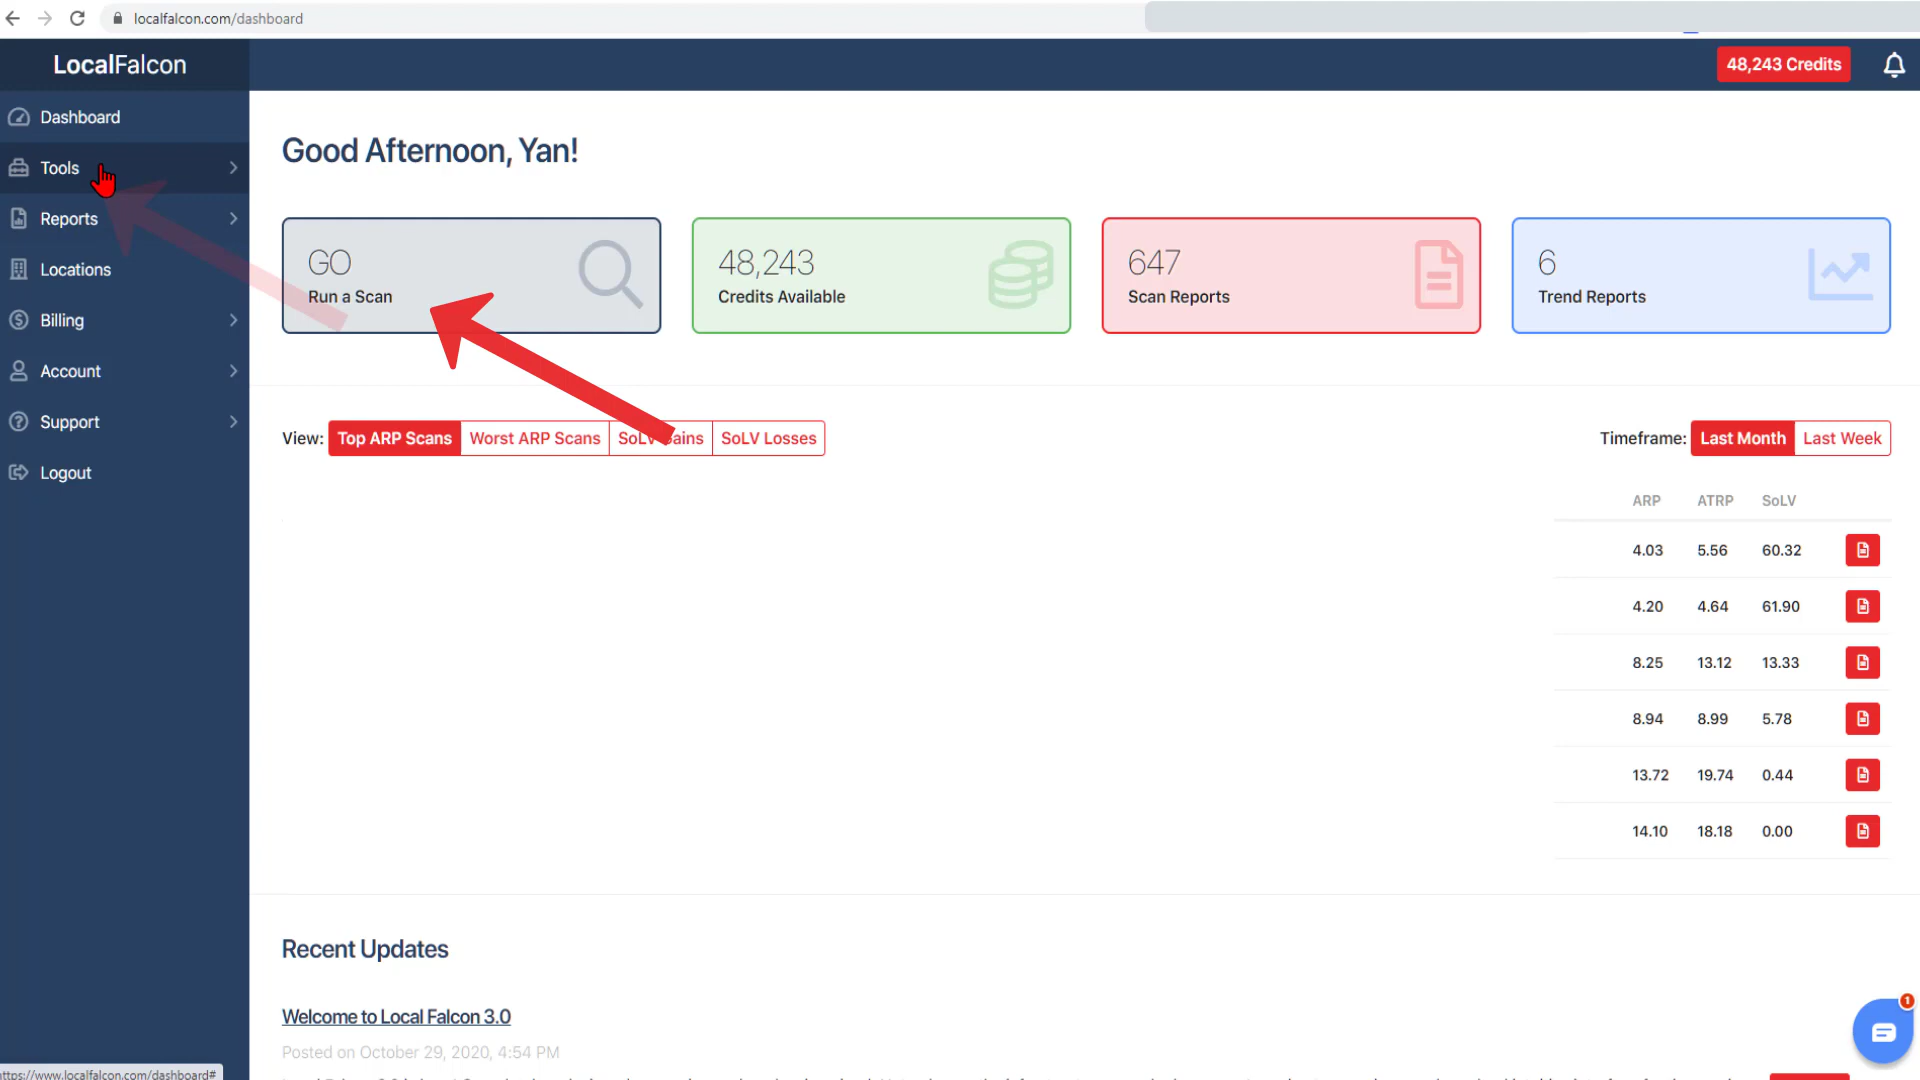 localfalcon.com/dashboard
LocalFalcon
48,243 Credits
Dashboard
Tools
Reports
Locations
Billing
Account
Support
Logout
Good Afternoon, Yan!
GO
Run a Scan
48,243
Credits Available
647
Scan Reports
6
Trend Reports
View: Top ARP Scans Worst ARP Scans SoLV Gains SoLV Losses
Timeframe: Last Month Last Week
ARP ATRP SoLV
4.03 5.56 60.32
4.20 4.64 61.90
8.25 13.12 13.33
8.94 8.99 5.78
13.72 19.74 0.44
14.10 18.18 0.00
Recent Updates
Welcome to Local Falcon 3.0
Posted on October 29, 2020, 4:54 PM
1
ttps://www.localfalcon.com/dashboard#